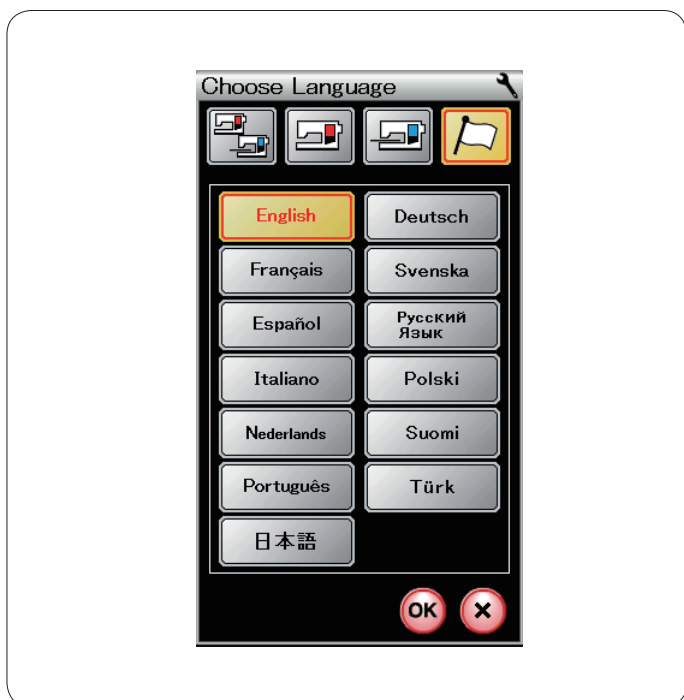 Choose Language
English
Deutsch
Français
Svenska
Español
Русский
Язык
Italiano
Polski
Nederlands
Suomi
Português
Türk
日本語
OK